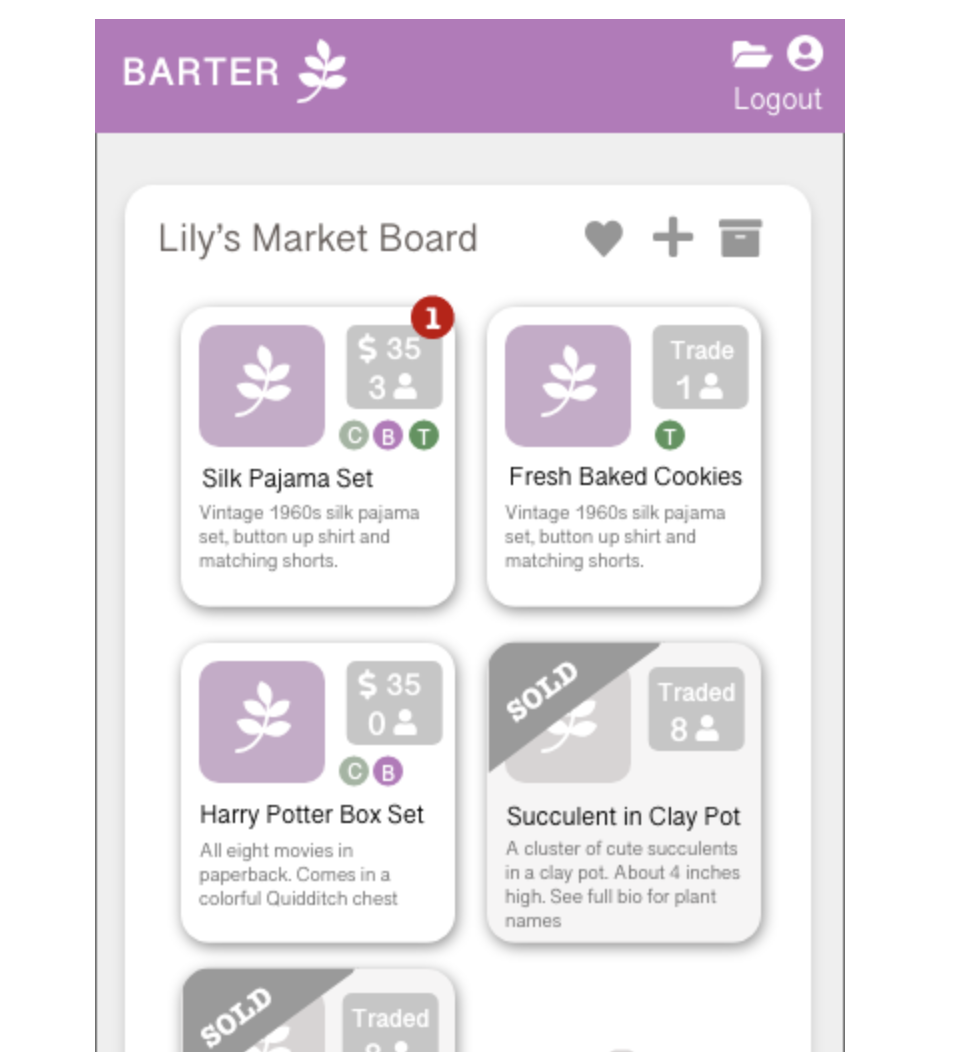 BARTER
Logout
Lily's Market Board
1
$ 35
3
C B T
Silk Pajama Set
Vintage 1960s silk pajama
set, button up shirt and
matching shorts.
Trade
1
T
Fresh Baked Cookies
Vintage 1960s silk pajama
set, button up shirt and
matching shorts.
$ 35
0
C B
Harry Potter Box Set
All eight movies in
paperback. Comes in a
colorful Quidditch chest
SOLD
Traded
8
Succulent in Clay Pot
A cluster of cute succulents
in a clay pot. About 4 inches
high. See full bio for plant
names
SOLD
Traded